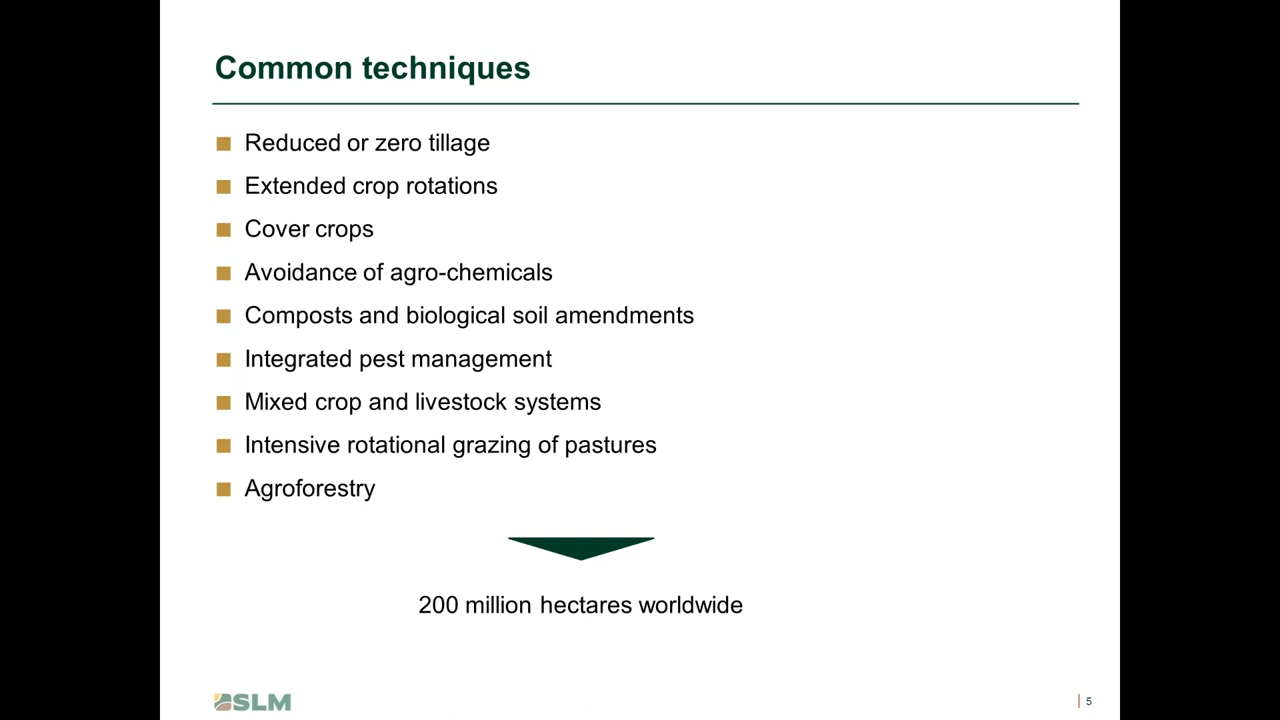 Common techniques
Reduced or zero tillage
Extended crop rotations
Cover crops
Avoidance of agro-chemicals
Composts and biological soil amendments
Integrated pest management
Mixed crop and livestock systems
Intensive rotational grazing of pastures
Agroforestry
200 million hectares worldwide
SLM
5